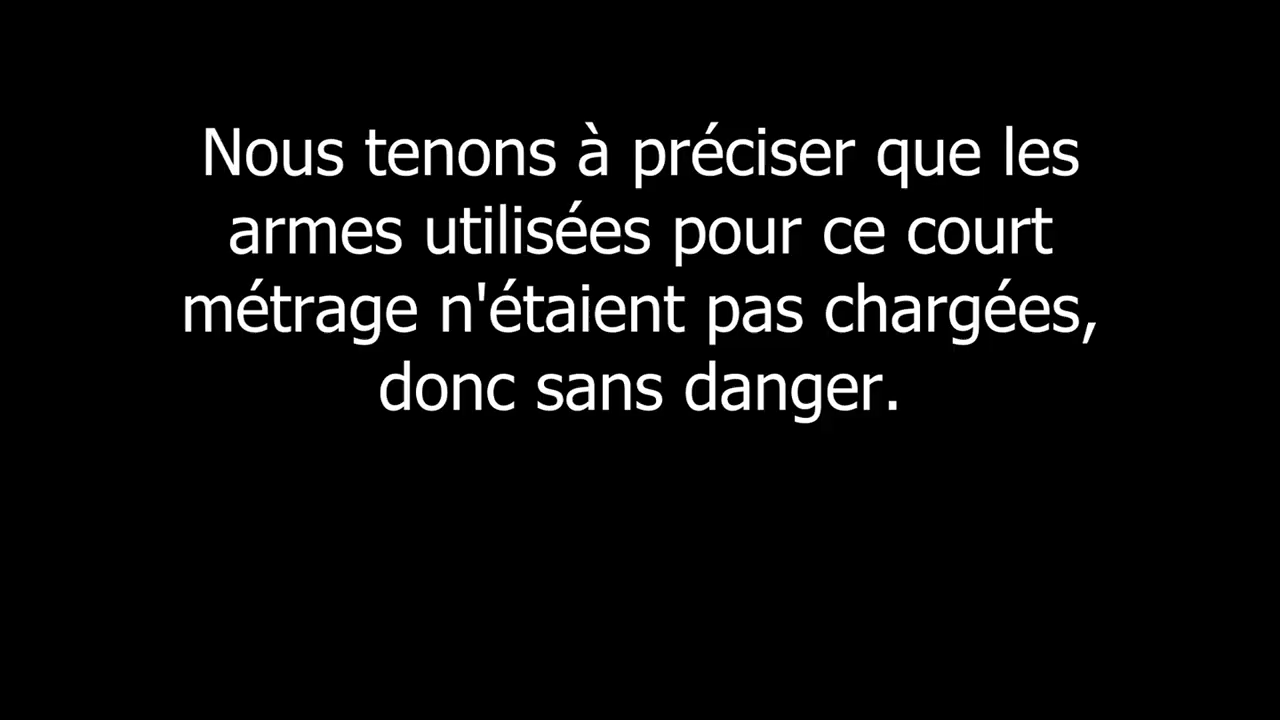 Nous tenons à préciser que les
armes utilisées pour ce court
métrage n'étaient pas chargées,
donc sans danger.